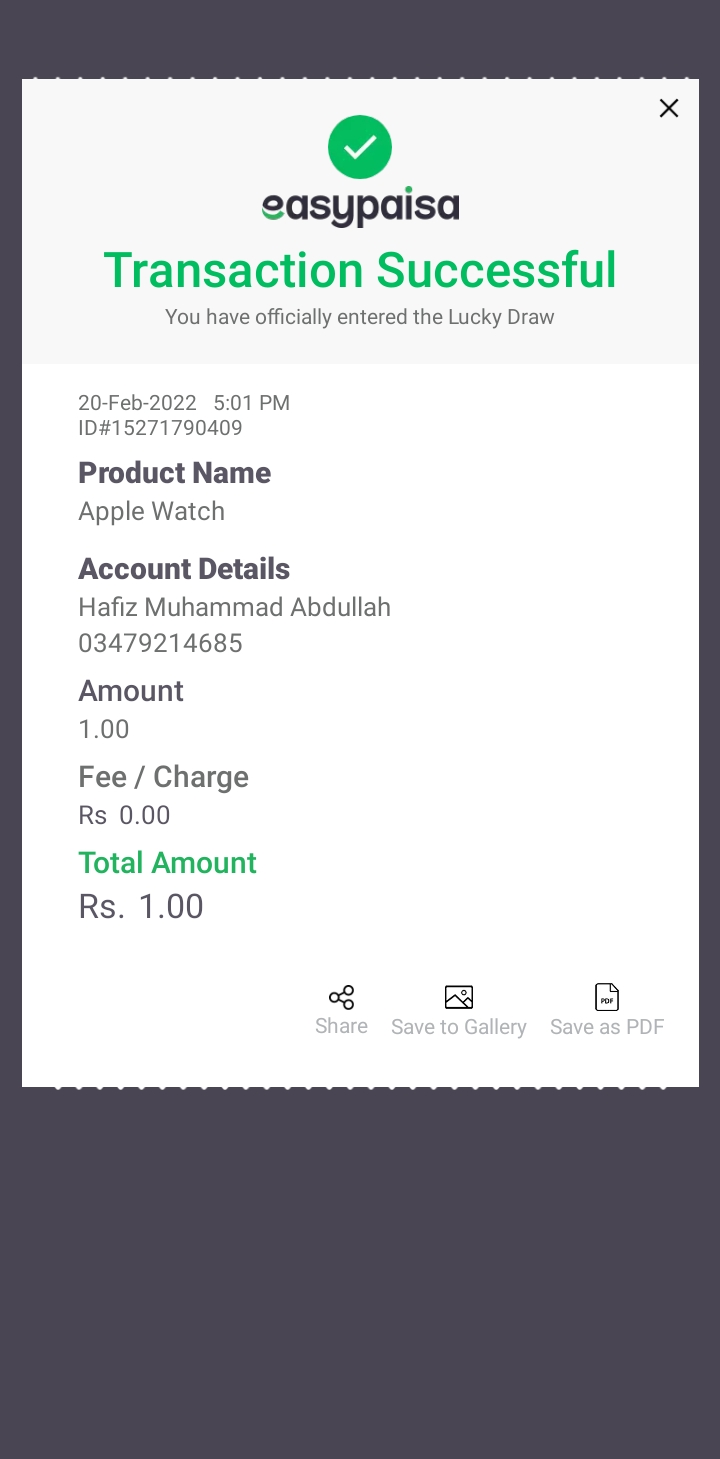 easypaisa
Transaction Successful
You have officially entered the Lucky Draw
20-Feb-2022 5:01 PM
ID#15271790409
Product Name
Apple Watch
Account Details
Hafiz Muhammad Abdullah
03479214685
Amount
1.00
Fee / Charge
Rs 0.00
Total Amount
Rs. 1.00
PDF
Share Save to Gallery Save as PDF